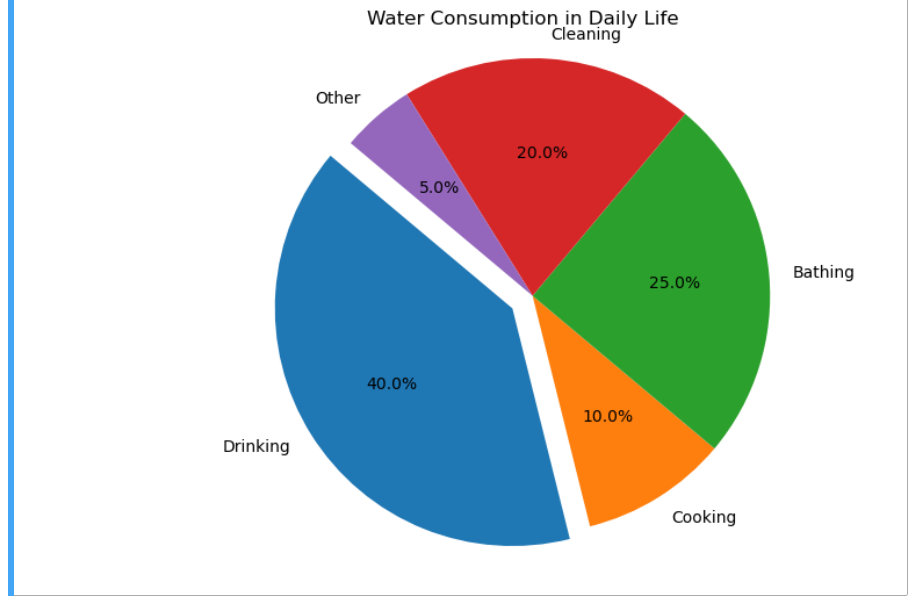 Water Consumption in Daily Life
Cleaning
Other
20.0%
5.0%
Bathing
25.0%
40.0%
10.0%
Drinking
Cooking